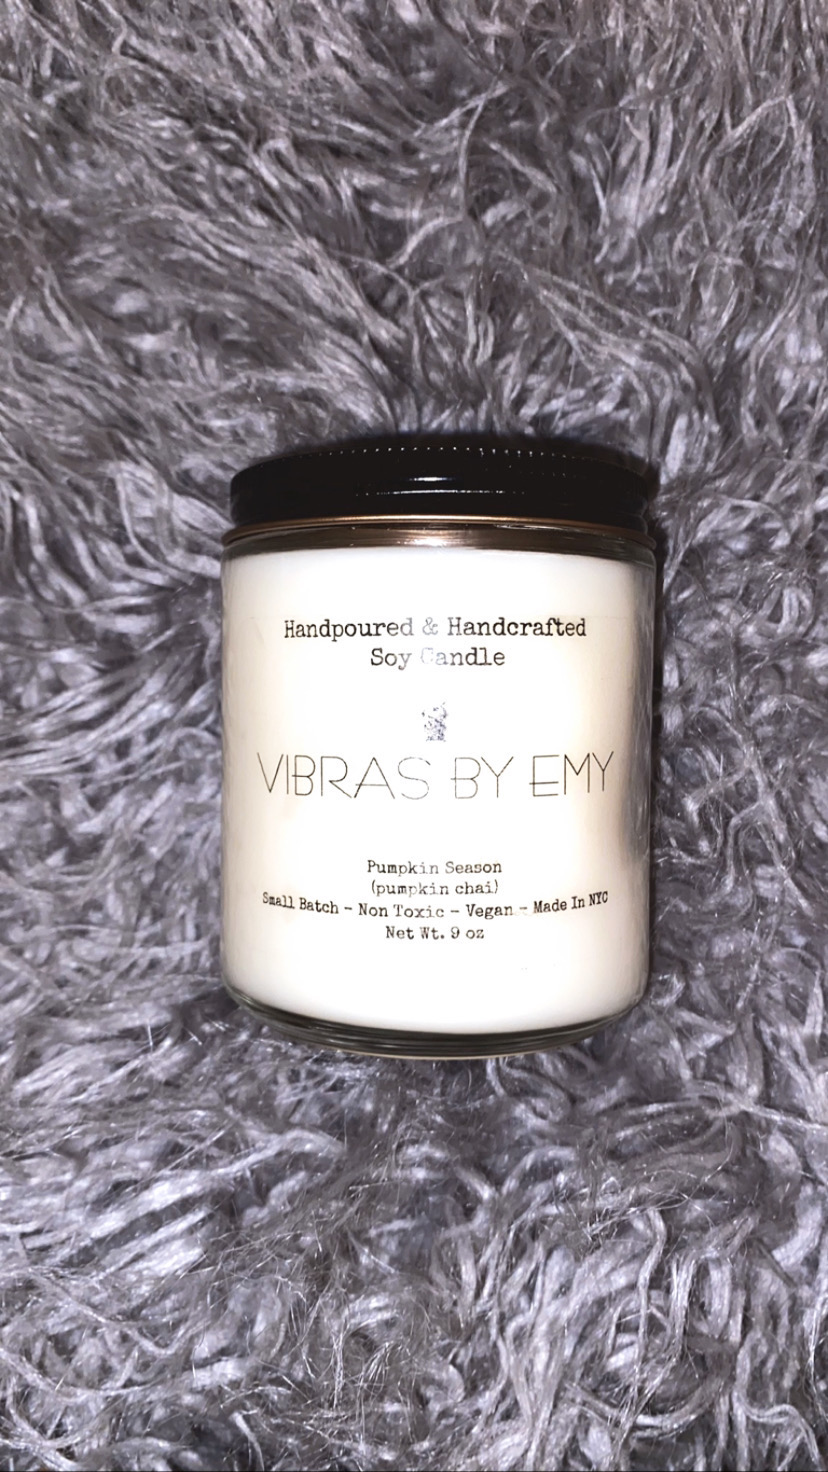 Handpoured & Handcrafted
Soy Candle
VIBRAS BY EMY
Pumpkin Season
(pumpkin chai)
Small Batch - Non Toxic - Vegan - Made In NYC
Net Wt. 9 oz